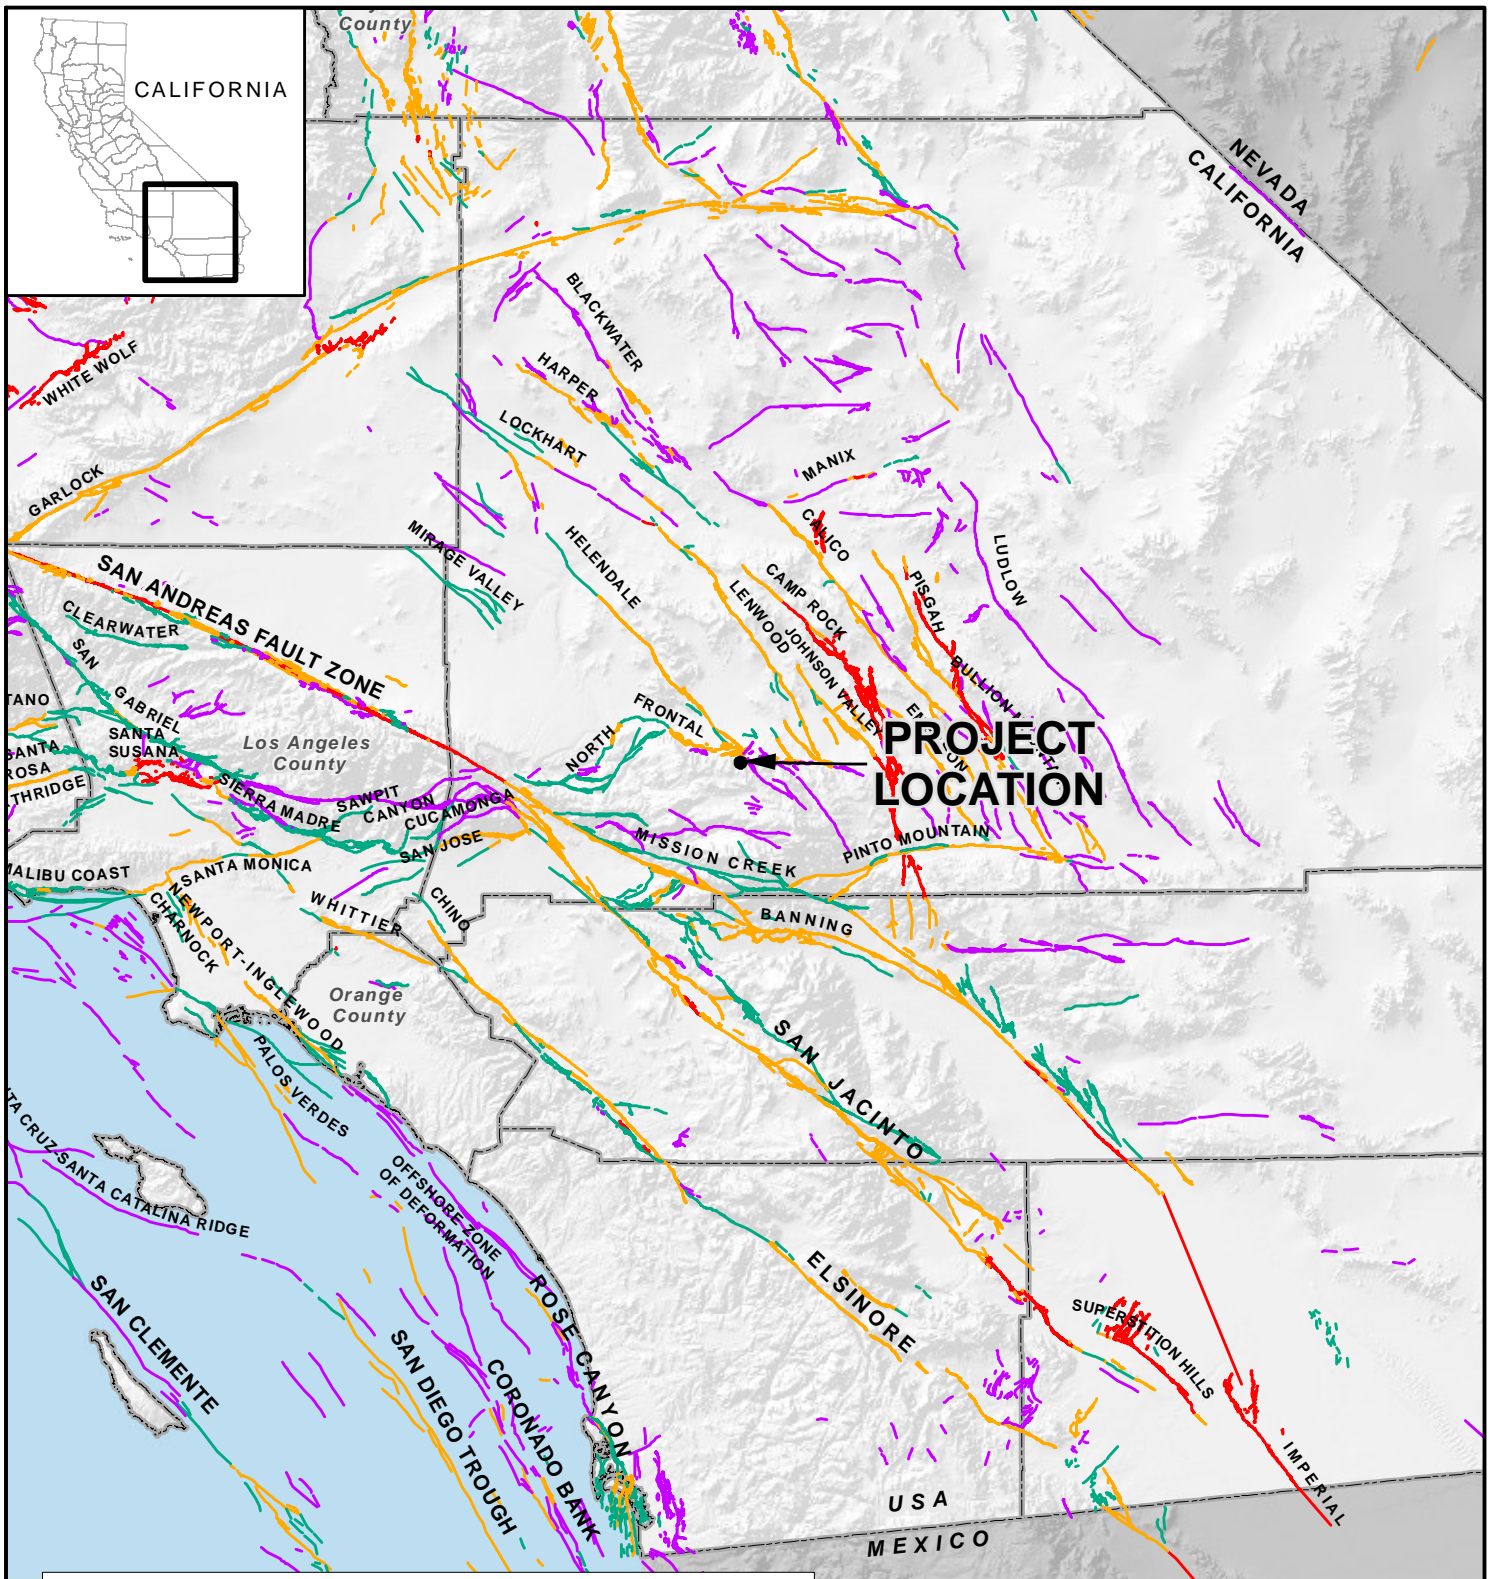 County
CALIFORNIA
NEVADA
CALIFORNIA
BLACKWATER
HARPER
WHITE WOLF
LOCKHART
GARLOCK
MANIX
CALICO
LUDLOW
MIRAGE VALLEY
HELENDALE
SAN ANDREAS FAULT ZONE
CLEARWATER
CAMP ROCK
PISGAH
LENWOOD
JOHNSON VALLEY
SAN
GABRIEL
BULLION
TANO
FRONTAL
NORTH
PROJECT
LOCATION
SANTA
SUSANA
Los Angeles
County
SANTA
ROSA
THRIDGE
SIERRA MADRE
SAWPIT
CANYON
CUCAMONGA
SAN JOSE
MISSION CREEK
PINTO MOUNTAIN
MALIBU COAST
SANTA MONICA
NEWPORT-INGLEWOOD
CHARNOCK
WHITTIER
CHINO
BANNING
Orange
County
PALOS VERDES
SAN JACINTO
TA CRUZ-SANTA CATALINA RIDGE
OFFSHORE ZONE
OF DEFORMATION
ROSE CANYON
ELSINORE
SUPERSTITION HILLS
SAN CLEMENTE
SAN DIEGO TROUGH
CORONADO BANK
IMPERIAL
USA
MEXICO